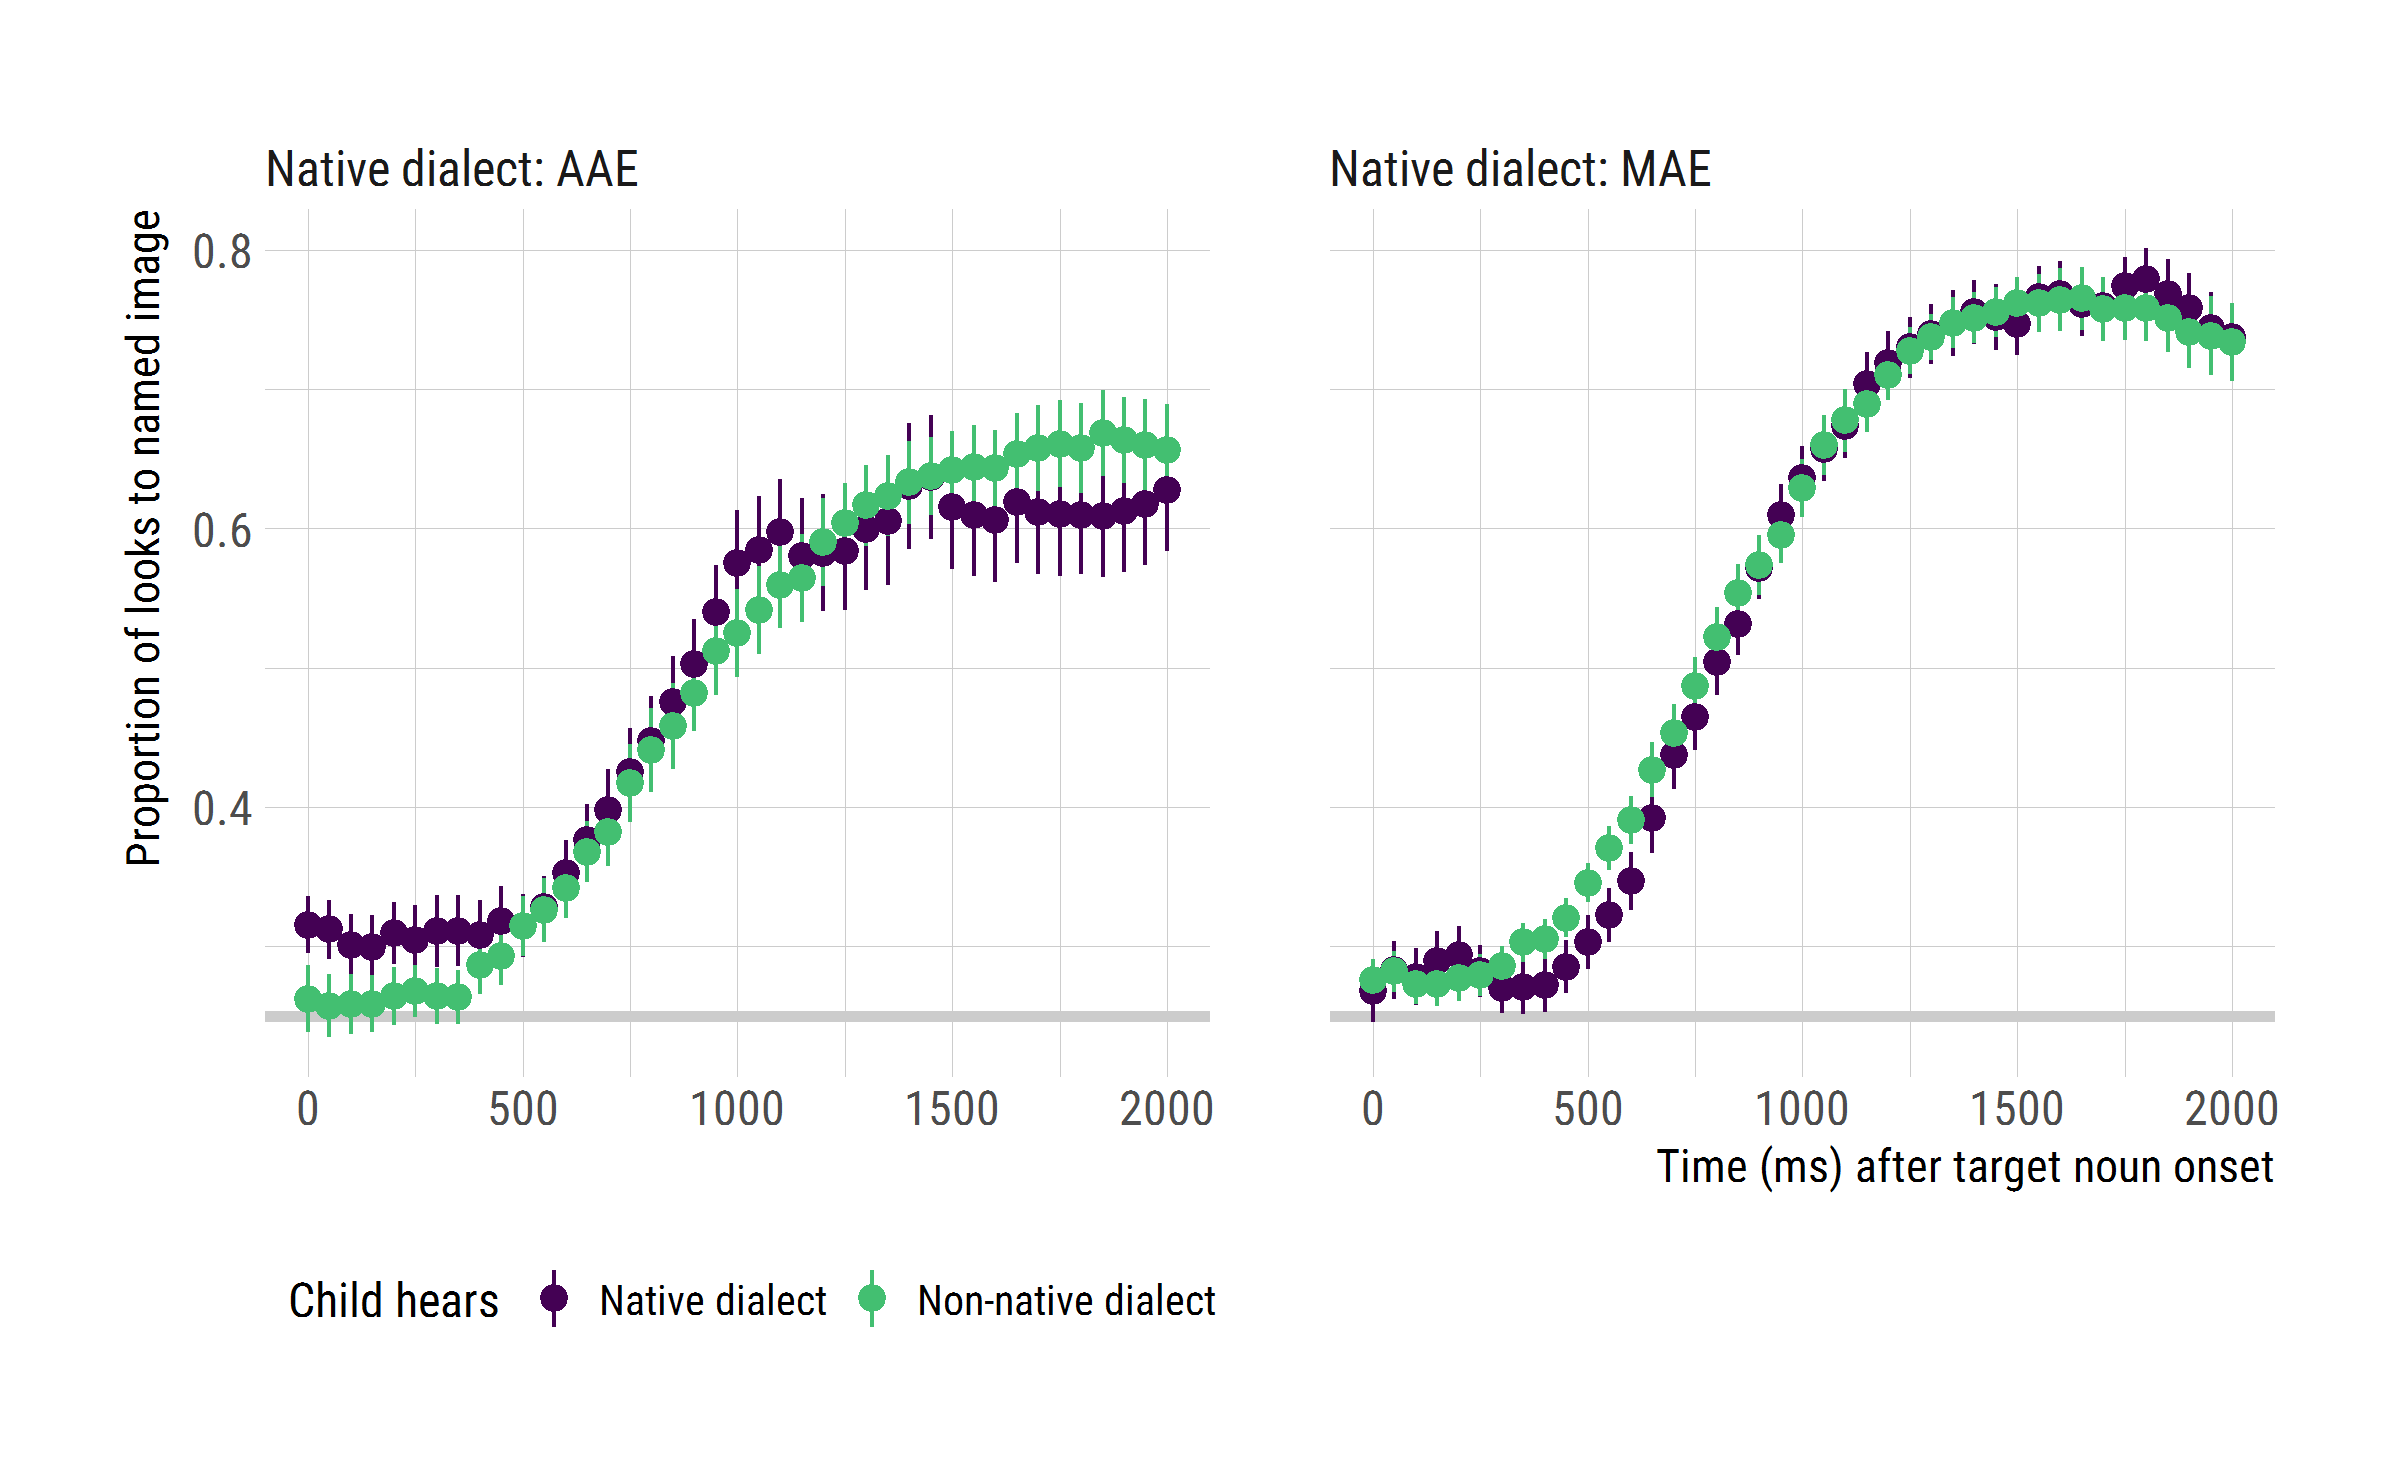 Native dialect: AAE
Native dialect: MAE
Proportion of looks to named image
0.8
0.6
0.4
0 500 1000 1500 2000
0 500 1000 1500 2000
Time (ms) after target noun onset
Child hears Native dialect Non-native dialect